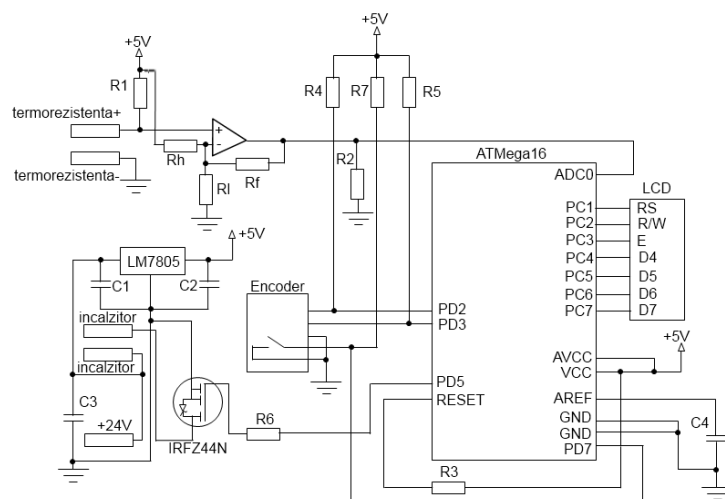 +5V
+5V
R1
R4
R7
R5
termorezistenta+
+
-
Rh
ATMega16
termorezistenta-
Rl
Rf
R2
ADC0
LCD
PC1
RS
PC2
R/W
PC3
E
PC4
D4
PC5
D5
PC6
D6
PC7
D7
+5V
LM7805
C1
C2
Encoder
incalzitor
PD2
PD3
incalzitor
+5V
AVCC
VCC
PD5
RESET
AREF
C3
+24V
R6
GND
GND
C4
IRFZ44N
PD7
R3